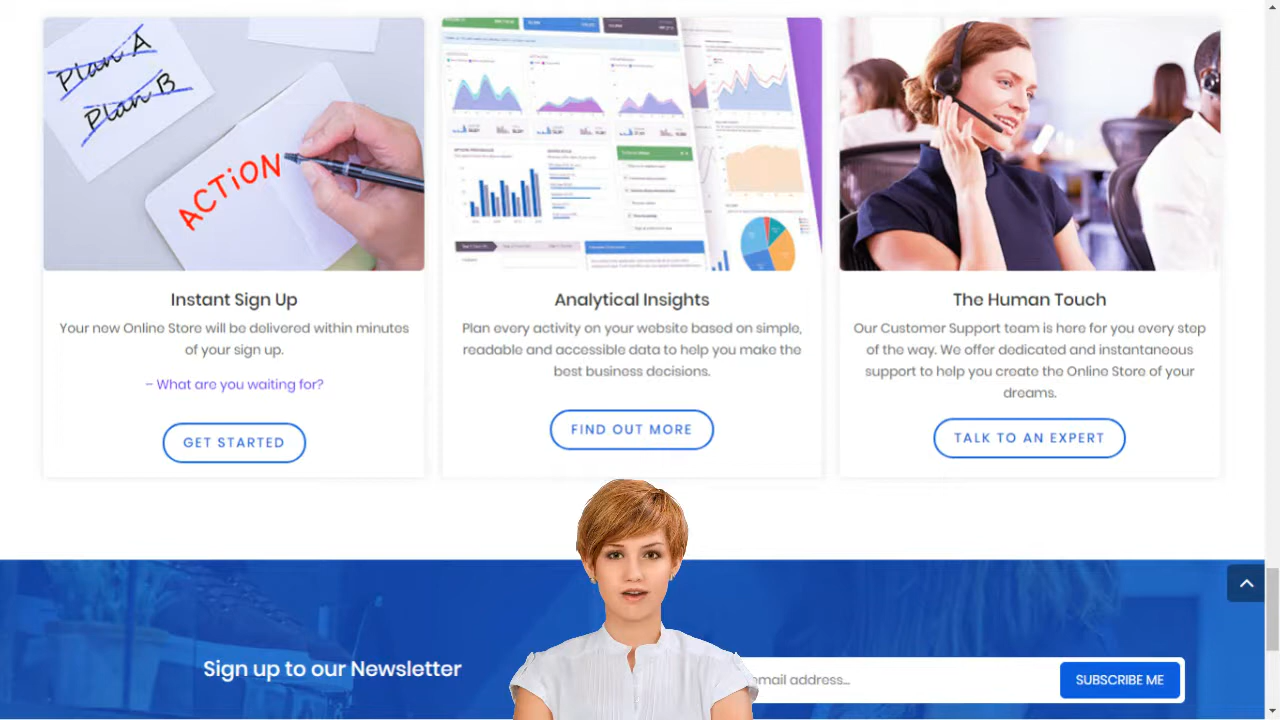 Plan A
Plan B
ACTION
Instant Sign Up
Your new Online Store will be delivered within minutes
of your sign up.
– What are you waiting for?
GET STARTED
Analytical Insights
Plan every activity on your website based on simple,
readable and accessible data to help you make the
best business decisions.
FIND OUT MORE
The Human Touch
Our Customer Support team is here for you every step
of the way. We offer dedicated and instantaneous
support to help you create the Online Store of your
dreams.
TALK TO AN EXPERT
Sign up to our Newsletter
address...
SUBSCRIBE ME